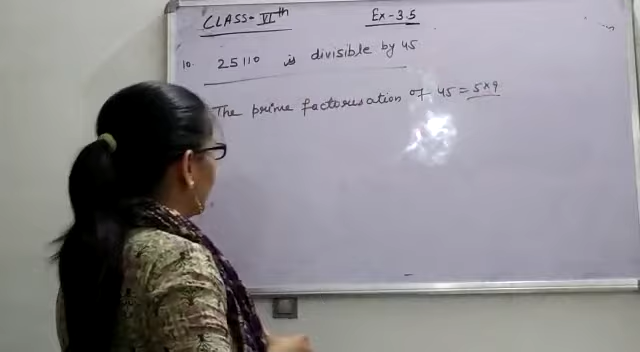 CLASS- VIth Ex-3.5
10. 25110 is divisible by 45
The prime factorisation of 45 = 5×9